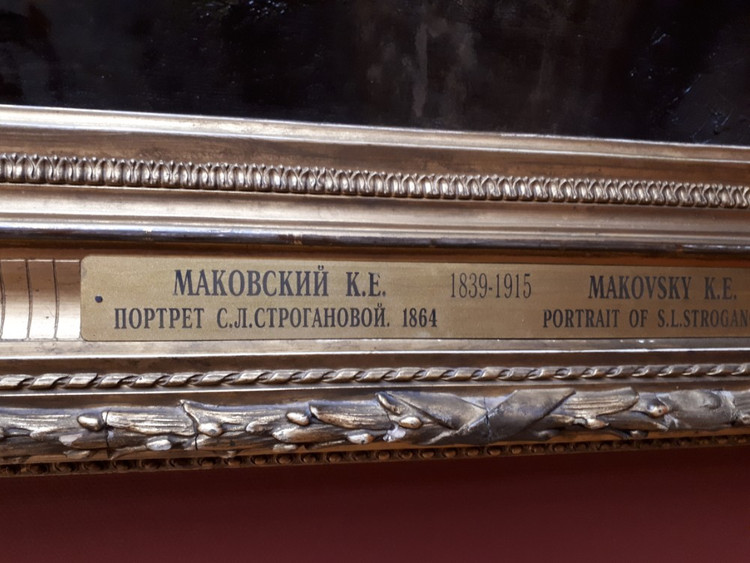 МАКОВСКИЙ К.Е. 1839-1915 MAKOVSKY K.E.
ПОРТРЕТ С.Л.СТРОГАНОВОЙ. 1864 PORTRAIT OF S.L.STROGAN